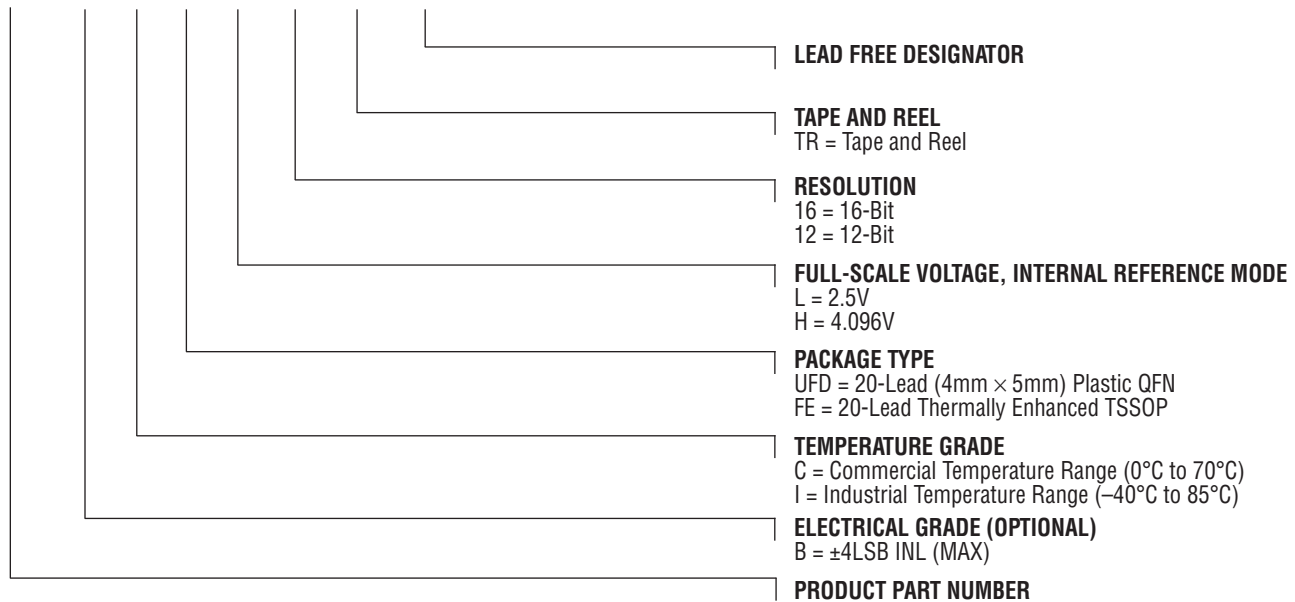 LEAD FREE DESIGNATOR
TAPE AND REEL
TR = Tape and Reel
RESOLUTION
16 = 16-Bit
12 = 12-Bit
FULL-SCALE VOLTAGE, INTERNAL REFERENCE MODE
L = 2.5V
H = 4.096V
PACKAGE TYPE
UFD = 20-Lead (4mm × 5mm) Plastic QFN
FE = 20-Lead Thermally Enhanced TSSOP
TEMPERATURE GRADE
C = Commercial Temperature Range (0°C to 70°C)
I = Industrial Temperature Range (–40°C to 85°C)
ELECTRICAL GRADE (OPTIONAL)
B = ±4LSB INL (MAX)
PRODUCT PART NUMBER